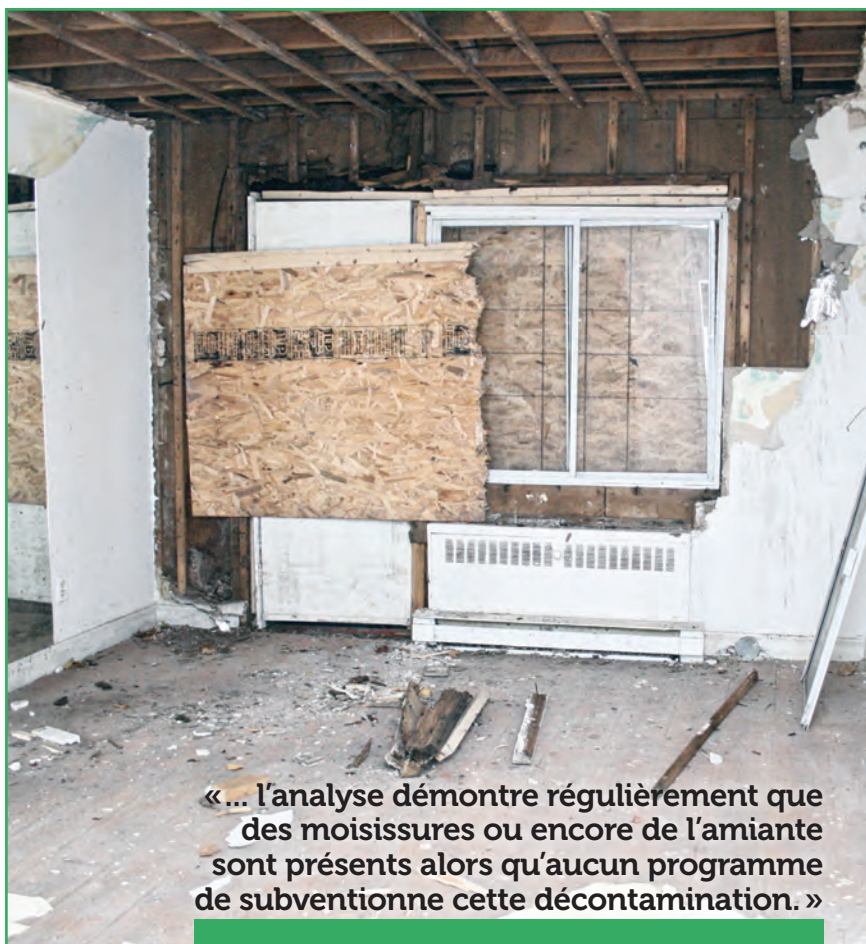 «... l'analyse démontre régulièrement que
des moisissures ou encore de l'amiante
sont présents alors qu'aucun programme
de subventionne cette décontamination.»